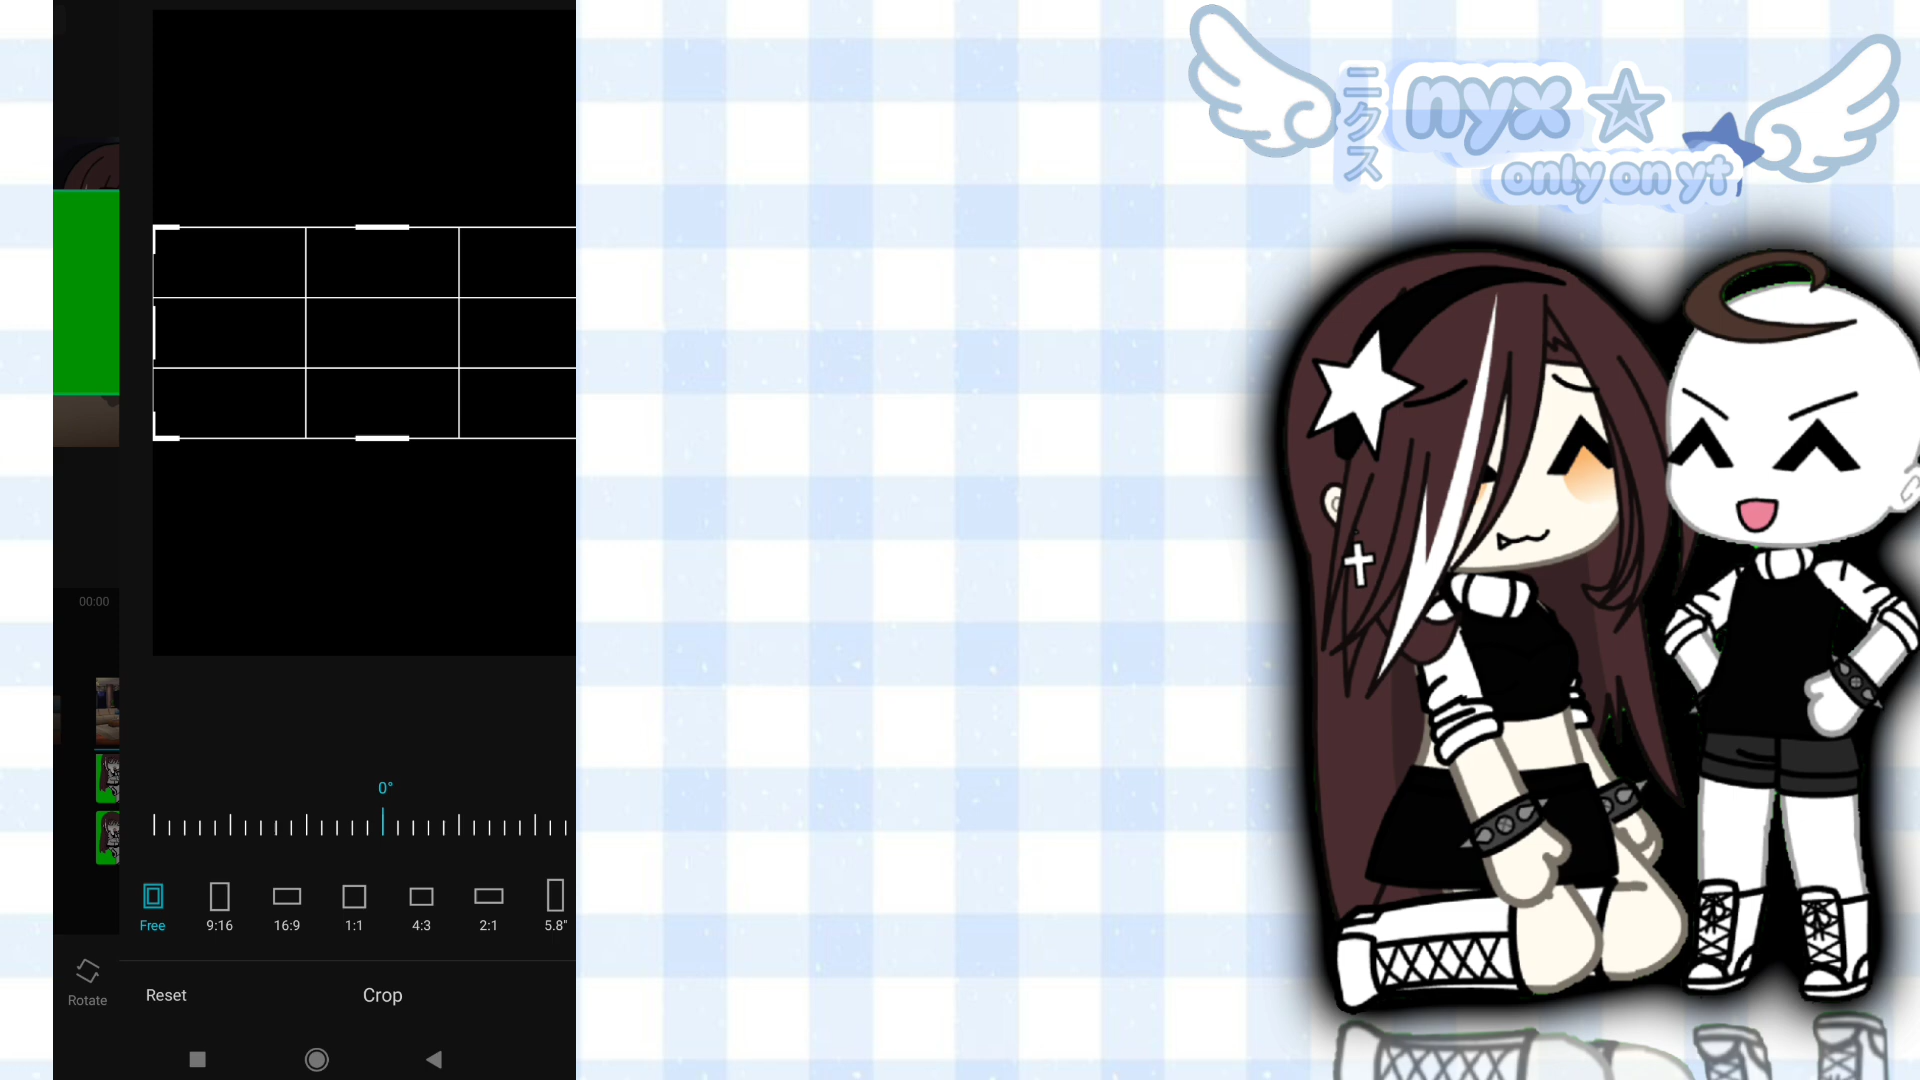 ニクス
nyx
only on yt
00:00
0°
Free
9:16
16:9
1:1
4:3
2:1
5.8"
Rotate
Reset
Crop